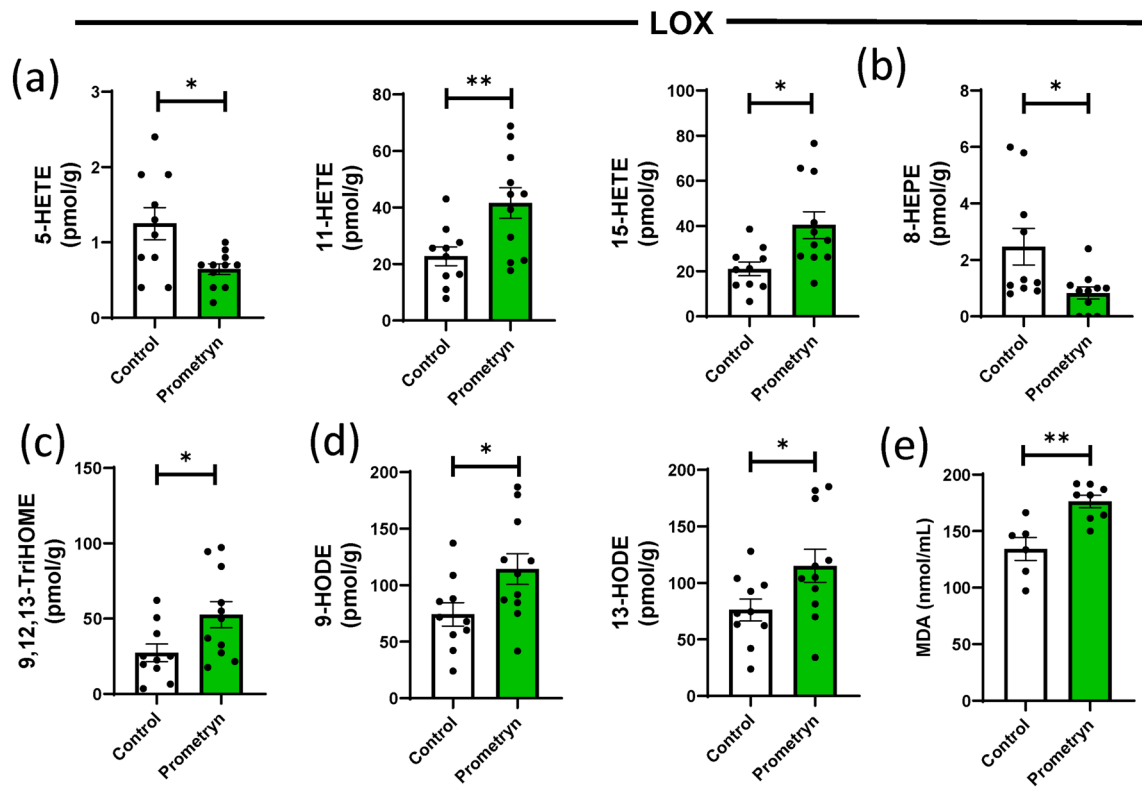 LOX
(a)
*
3
2
1
0
5-HETE
(pmol/g)
Control
Prometryn
**
80
60
40
20
0
11-HETE
(pmol/g)
Control
Prometryn
*
100
80
60
40
20
0
15-HETE
(pmol/g)
Control
Prometryn
(b)
*
8
6
4
2
0
8-HEPE
(pmol/g)
Control
Prometryn
(c)
*
150
100
50
0
9,12,13-TriHOME
(pmol/g)
Control
Prometryn
(d)
*
200
150
100
50
0
9-HODE
(pmol/g)
Control
Prometryn
*
200
150
100
50
0
13-HODE
(pmol/g)
Control
Prometryn
(e)
**
200
150
100
50
0
MDA (nmol/mL)
Control
Prometryn